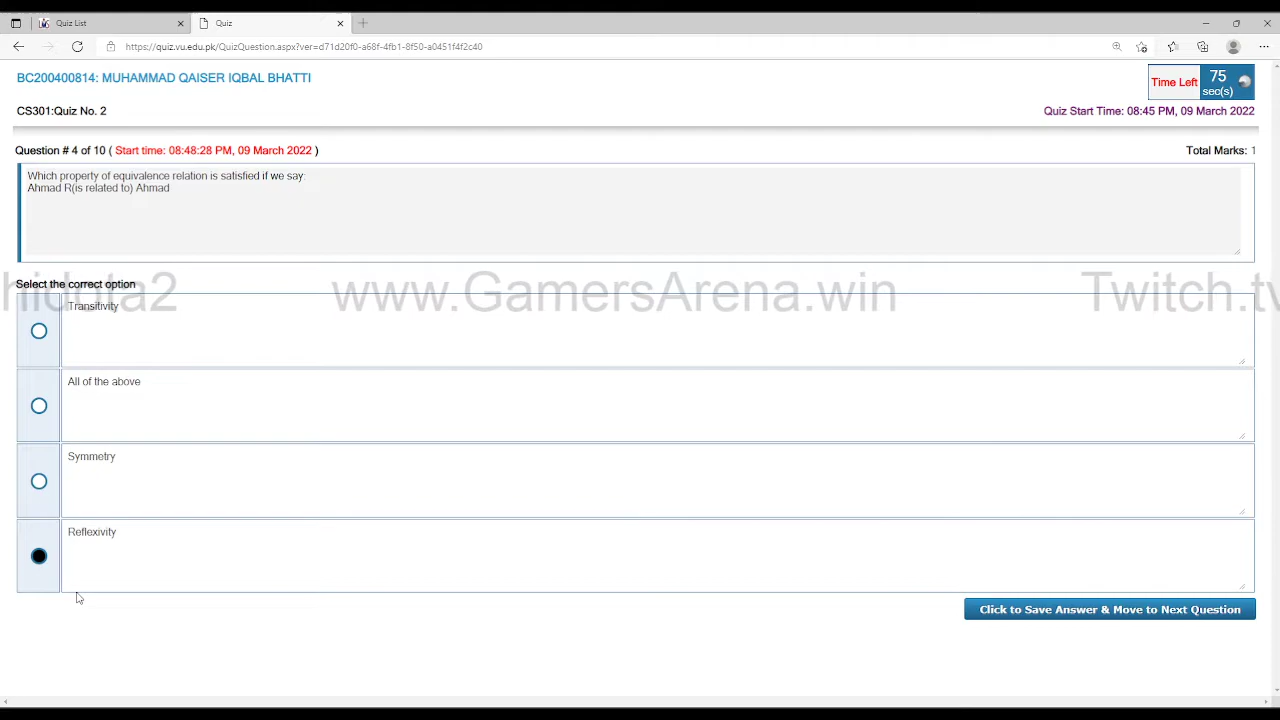 Quiz List
Quiz
https://quiz.vu.edu.pk/QuizQuestion.aspx?ver=d71d20f0-a68f-4fb1-8f50-a0451f4f2c40
BC200400814: MUHAMMAD QAISER IQBAL BHATTI
Time Left 75 sec(s)
CS301:Quiz No. 2
Quiz Start Time: 08:45 PM, 09 March 2022
Question # 4 of 10 ( Start time: 08:48:28 PM, 09 March 2022 )
Total Marks: 1
Which property of equivalence relation is satisfied if we say:
Ahmad R(is related to) Ahmad
Select the correct option
www.GamersArena.win
Twitch.tv
Transitivity
All of the above
Symmetry
Reflexivity
Click to Save Answer & Move to Next Question